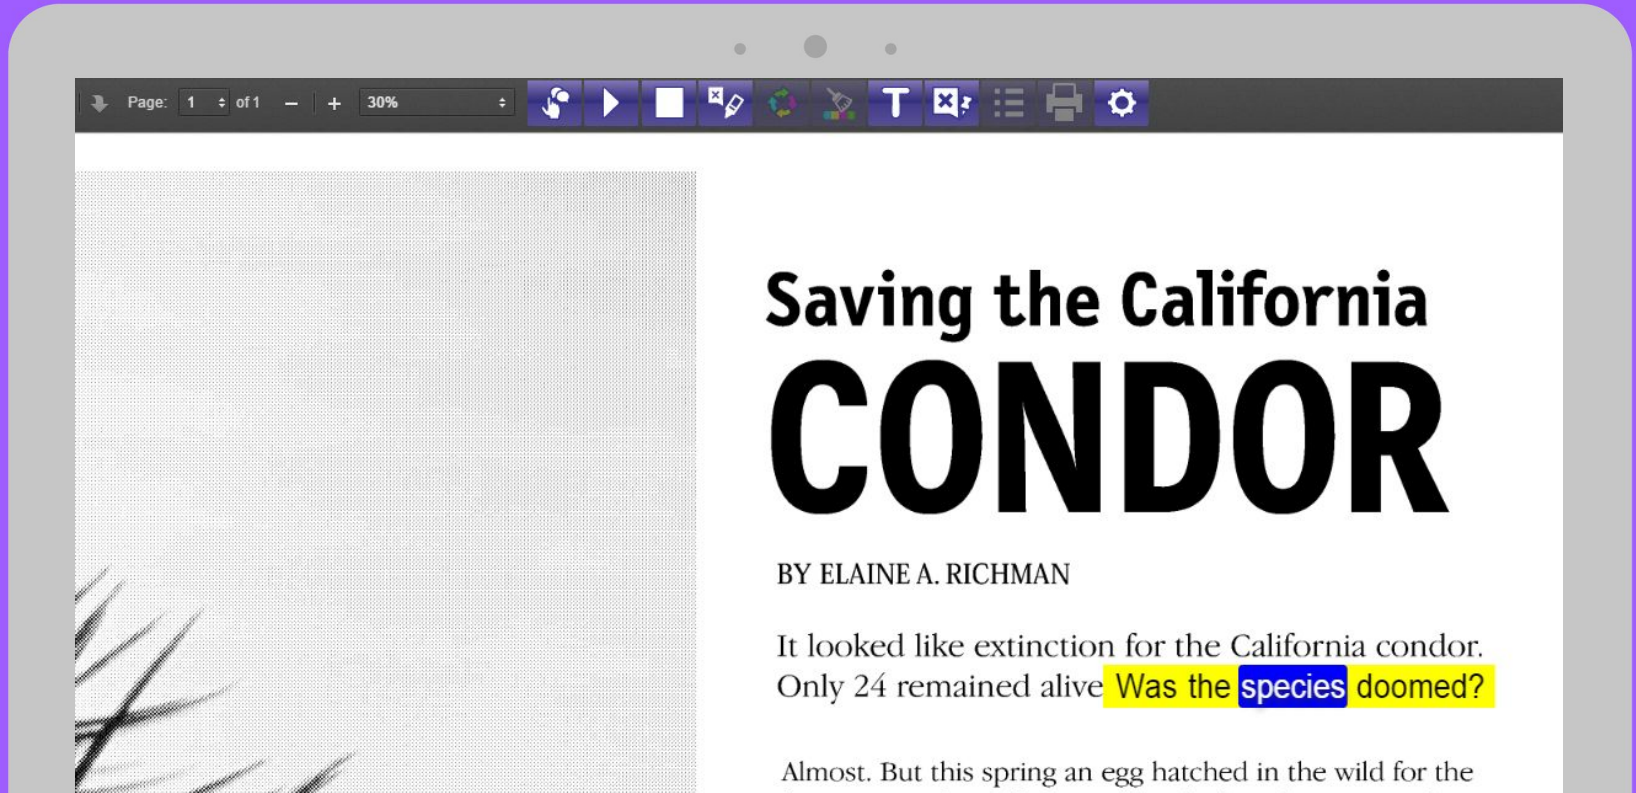 Page: 1 of 1 − + 30%
T
Saving the California
CONDOR
BY ELAINE A. RICHMAN
It looked like extinction for the California condor.
Only 24 remained alive Was the species doomed?
Almost. But this spring an egg hatched in the wild for the